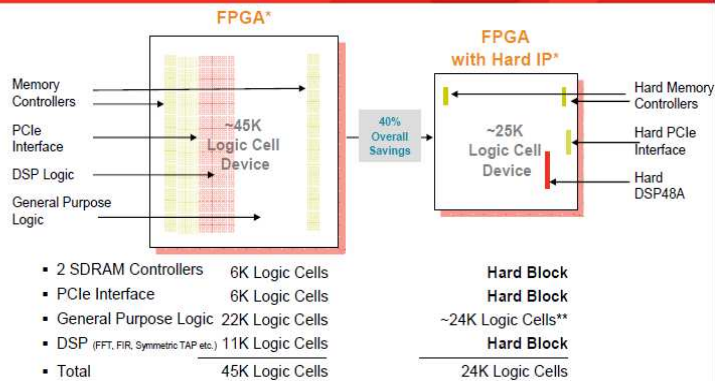 FPGA*
FPGA
with Hard IP*
Memory
Controllers
PCIe
Interface
DSP Logic
General Purpose
Logic
~45K
Logic Cell
Device
40%
Overall
Savings
~25K
Logic Cell
Device
Hard Memory
Controllers
Hard PCIe
Interface
Hard
DSP48A
▪ 2 SDRAM Controllers 6K Logic Cells Hard Block
▪ PCIe Interface 6K Logic Cells Hard Block
▪ General Purpose Logic 22K Logic Cells ~24K Logic Cells**
▪ DSP (FFT, FIR, Symmetric TAP etc.) 11K Logic Cells Hard Block
▪ Total 45K Logic Cells 24K Logic Cells